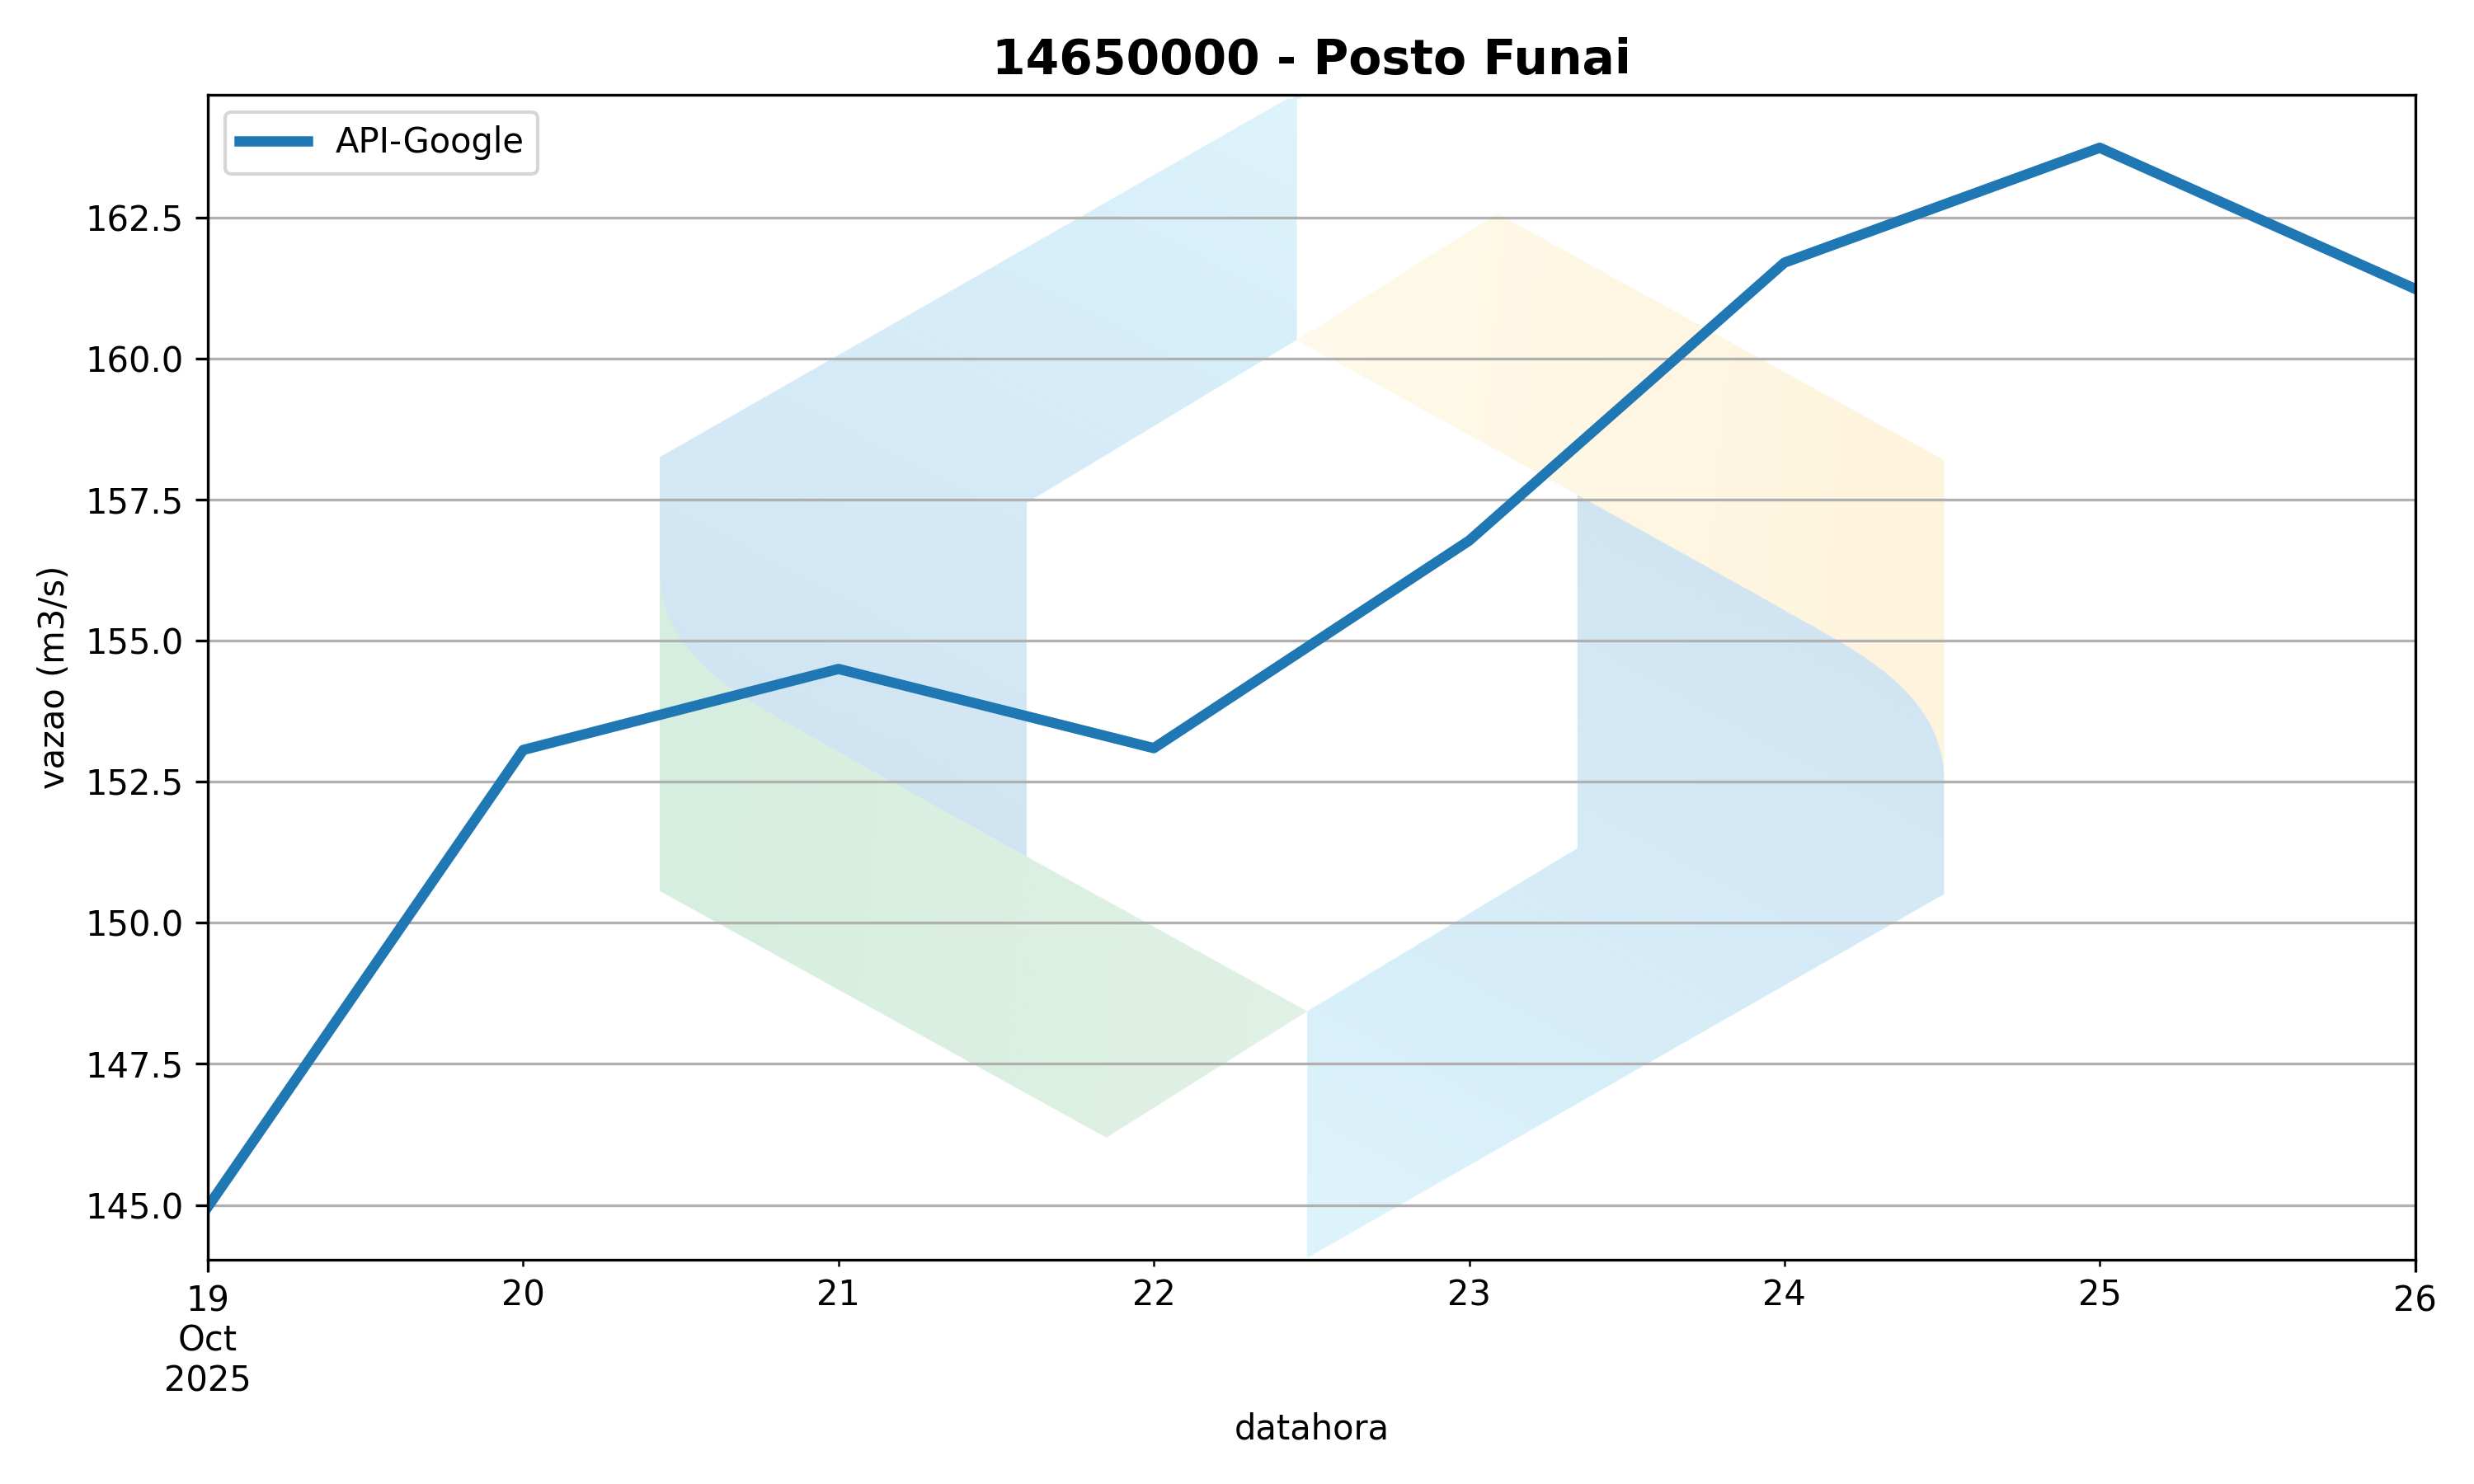 14650000 - Posto Funai
API-Google
vazao (m3/s)
162.5
160.0
157.5
155.0
152.5
150.0
147.5
145.0
19 20 21 22 23 24 25 26
Oct
2025
datahora